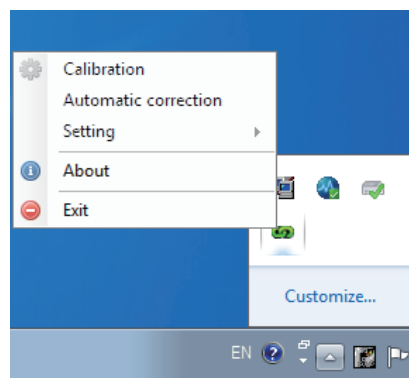 Calibration
Automatic correction
Setting
About
Exit
Customize...
EN